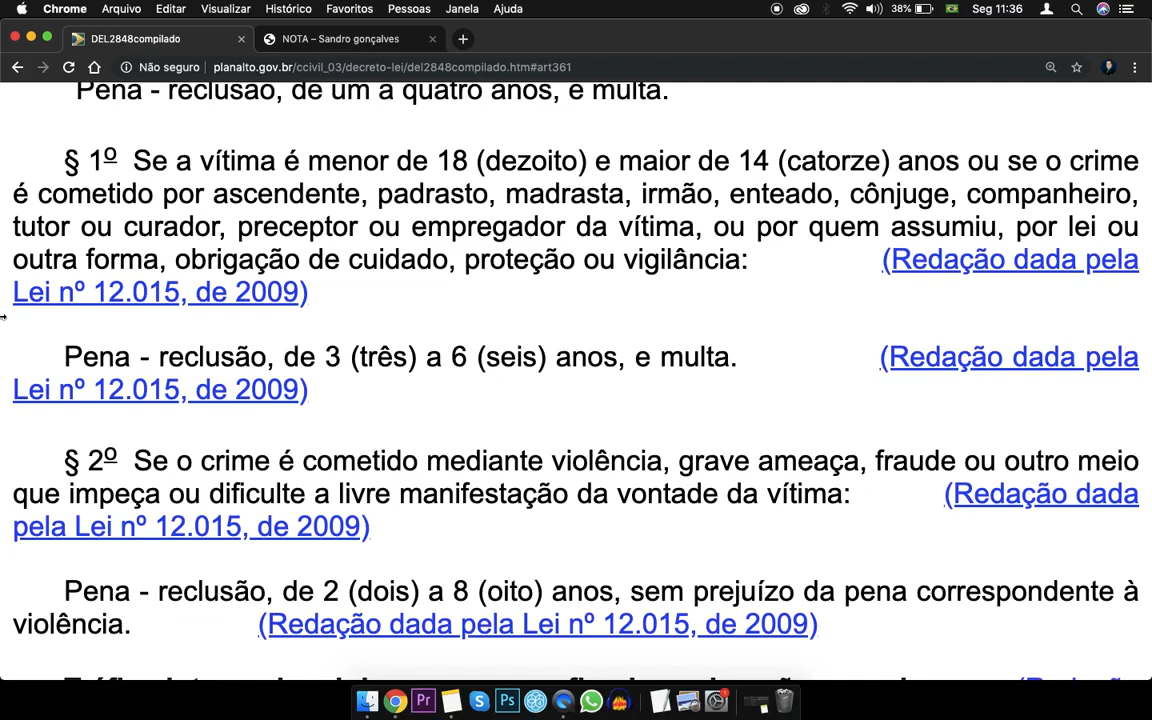 Chrome Arquivo Editar Visualizar Histórico Favoritos Pessoas Janela Ajuda 38% Seg 11:36
DEL2848compilado NOTA – Sandro gonçalves
Não seguro planalto.gov.br/ccivil_03/decreto-lei/del2848compilado.htm#art361
Pena - reclusão, de um a quatro anos, e multa.
§ 1º Se a vítima é menor de 18 (dezoito) e maior de 14 (catorze) anos ou se o crime
é cometido por ascendente, padrasto, madrasta, irmão, enteado, cônjuge, companheiro,
tutor ou curador, preceptor ou empregador da vítima, ou por quem assumiu, por lei ou
outra forma, obrigação de cuidado, proteção ou vigilância: (Redação dada pela
Lei nº 12.015, de 2009)
Pena - reclusão, de 3 (três) a 6 (seis) anos, e multa. (Redação dada pela
Lei nº 12.015, de 2009)
§ 2º Se o crime é cometido mediante violência, grave ameaça, fraude ou outro meio
que impeça ou dificulte a livre manifestação da vontade da vítima: (Redação dada
pela Lei nº 12.015, de 2009)
Pena - reclusão, de 2 (dois) a 8 (oito) anos, sem prejuízo da pena correspondente à
violência. (Redação dada pela Lei nº 12.015, de 2009)
Pr Ps